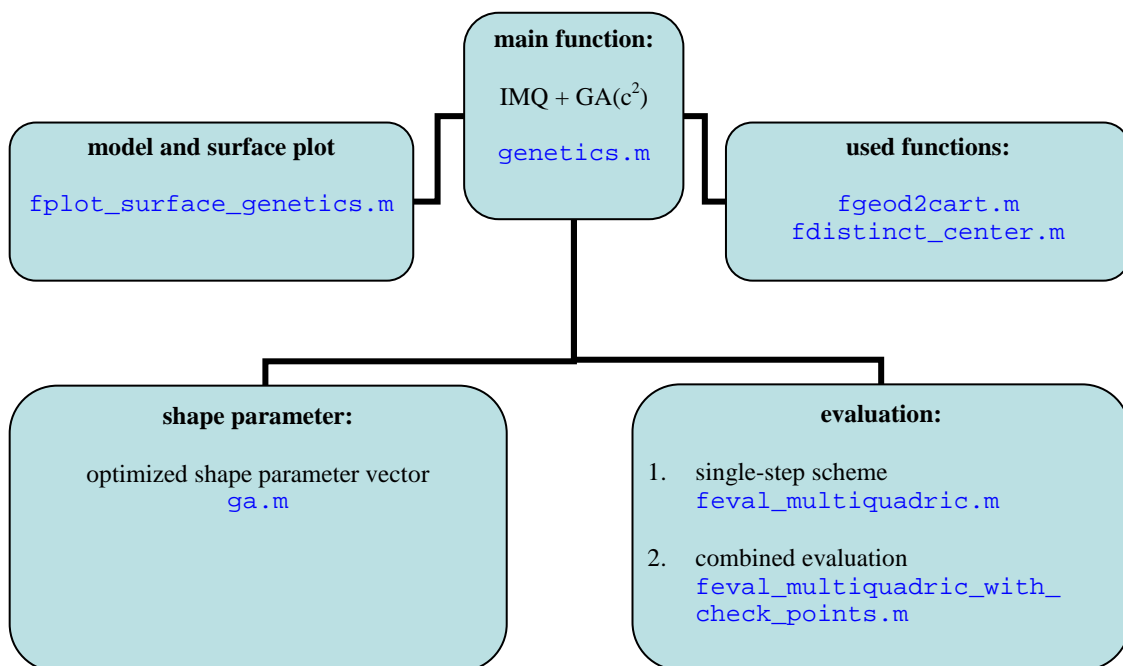 main function:
IMQ + GA(c²)
genetics.m
model and surface plot
fplot_surface_genetics.m
used functions:
fgeod2cart.m
fdistinct_center.m
shape parameter:
optimized shape parameter vector
ga.m
evaluation:
1. single-step scheme
feval_multiquadric.m
2. combined evaluation
feval_multiquadric_with_
check_points.m